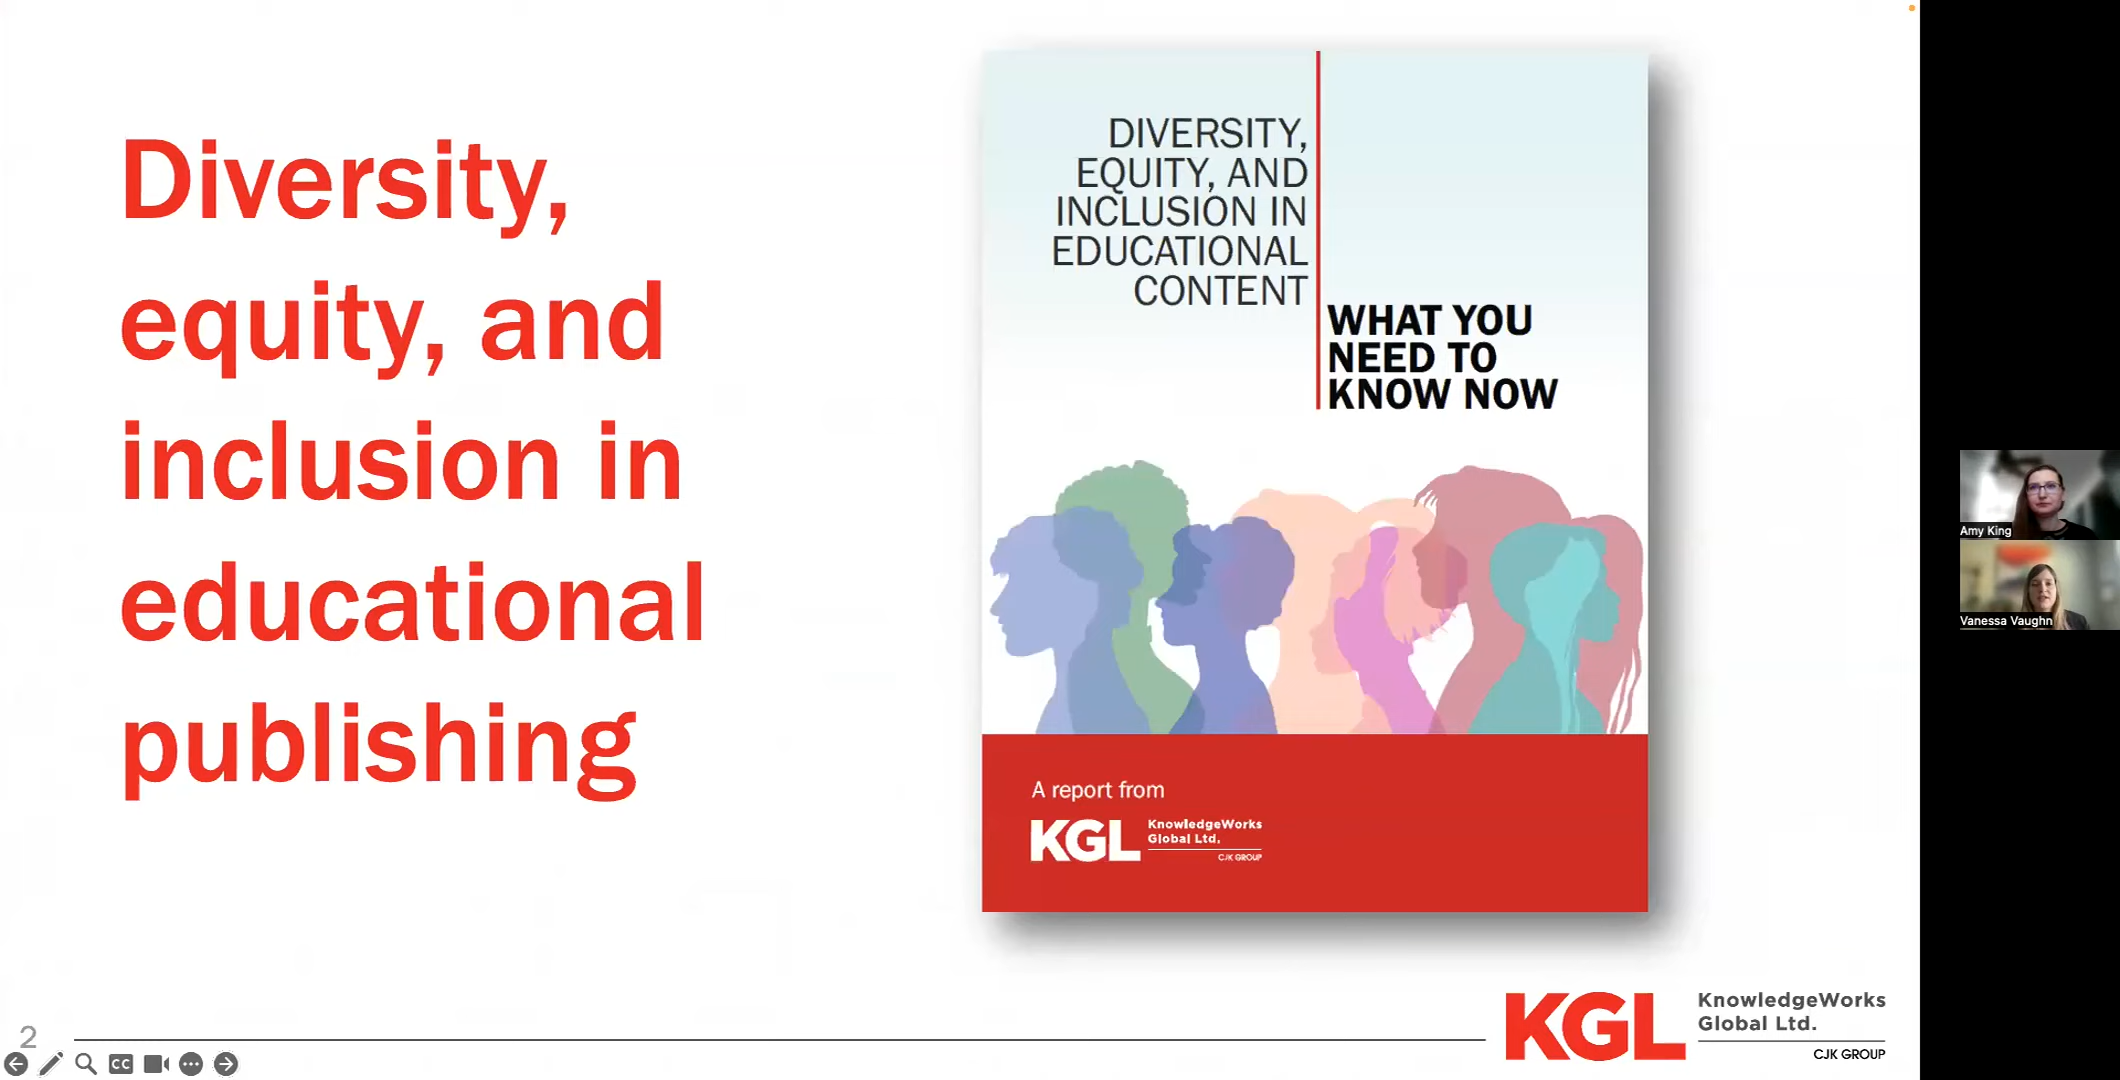 Diversity,
equity, and
inclusion in
educational
publishing
DIVERSITY,
EQUITY, AND
INCLUSION IN
EDUCATIONAL
CONTENT
WHAT YOU
NEED TO
KNOW NOW
A report from
KGL
KnowledgeWorks
Global Ltd.
CJK GROUP
Amy King
Vanessa Vaughn
2
CC
KGL
KnowledgeWorks
Global Ltd.
CJK GROUP